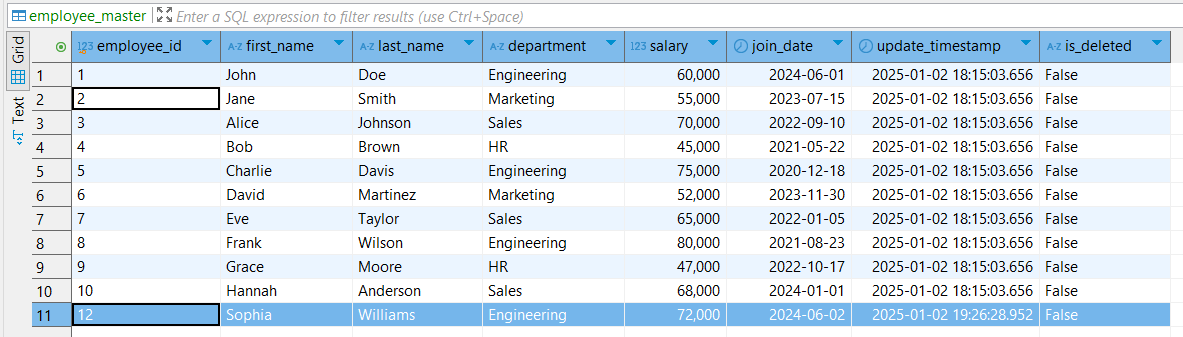 employee_master Enter a SQL expression to filter results (use Ctrl+Space)
Grid
Text
123 employee_id A-Z first_name A-Z last_name A-Z department 123 salary join_date update_timestamp A-Z is_deleted
1 1 John Doe Engineering 60,000 2024-06-01 2025-01-02 18:15:03.656 False
2 2 Jane Smith Marketing 55,000 2023-07-15 2025-01-02 18:15:03.656 False
3 3 Alice Johnson Sales 70,000 2022-09-10 2025-01-02 18:15:03.656 False
4 4 Bob Brown HR 45,000 2021-05-22 2025-01-02 18:15:03.656 False
5 5 Charlie Davis Engineering 75,000 2020-12-18 2025-01-02 18:15:03.656 False
6 6 David Martinez Marketing 52,000 2023-11-30 2025-01-02 18:15:03.656 False
7 7 Eve Taylor Sales 65,000 2022-01-05 2025-01-02 18:15:03.656 False
8 8 Frank Wilson Engineering 80,000 2021-08-23 2025-01-02 18:15:03.656 False
9 9 Grace Moore HR 47,000 2022-10-17 2025-01-02 18:15:03.656 False
10 10 Hannah Anderson Sales 68,000 2024-01-01 2025-01-02 18:15:03.656 False
11 12 Sophia Williams Engineering 72,000 2024-06-02 2025-01-02 19:26:28.952 False